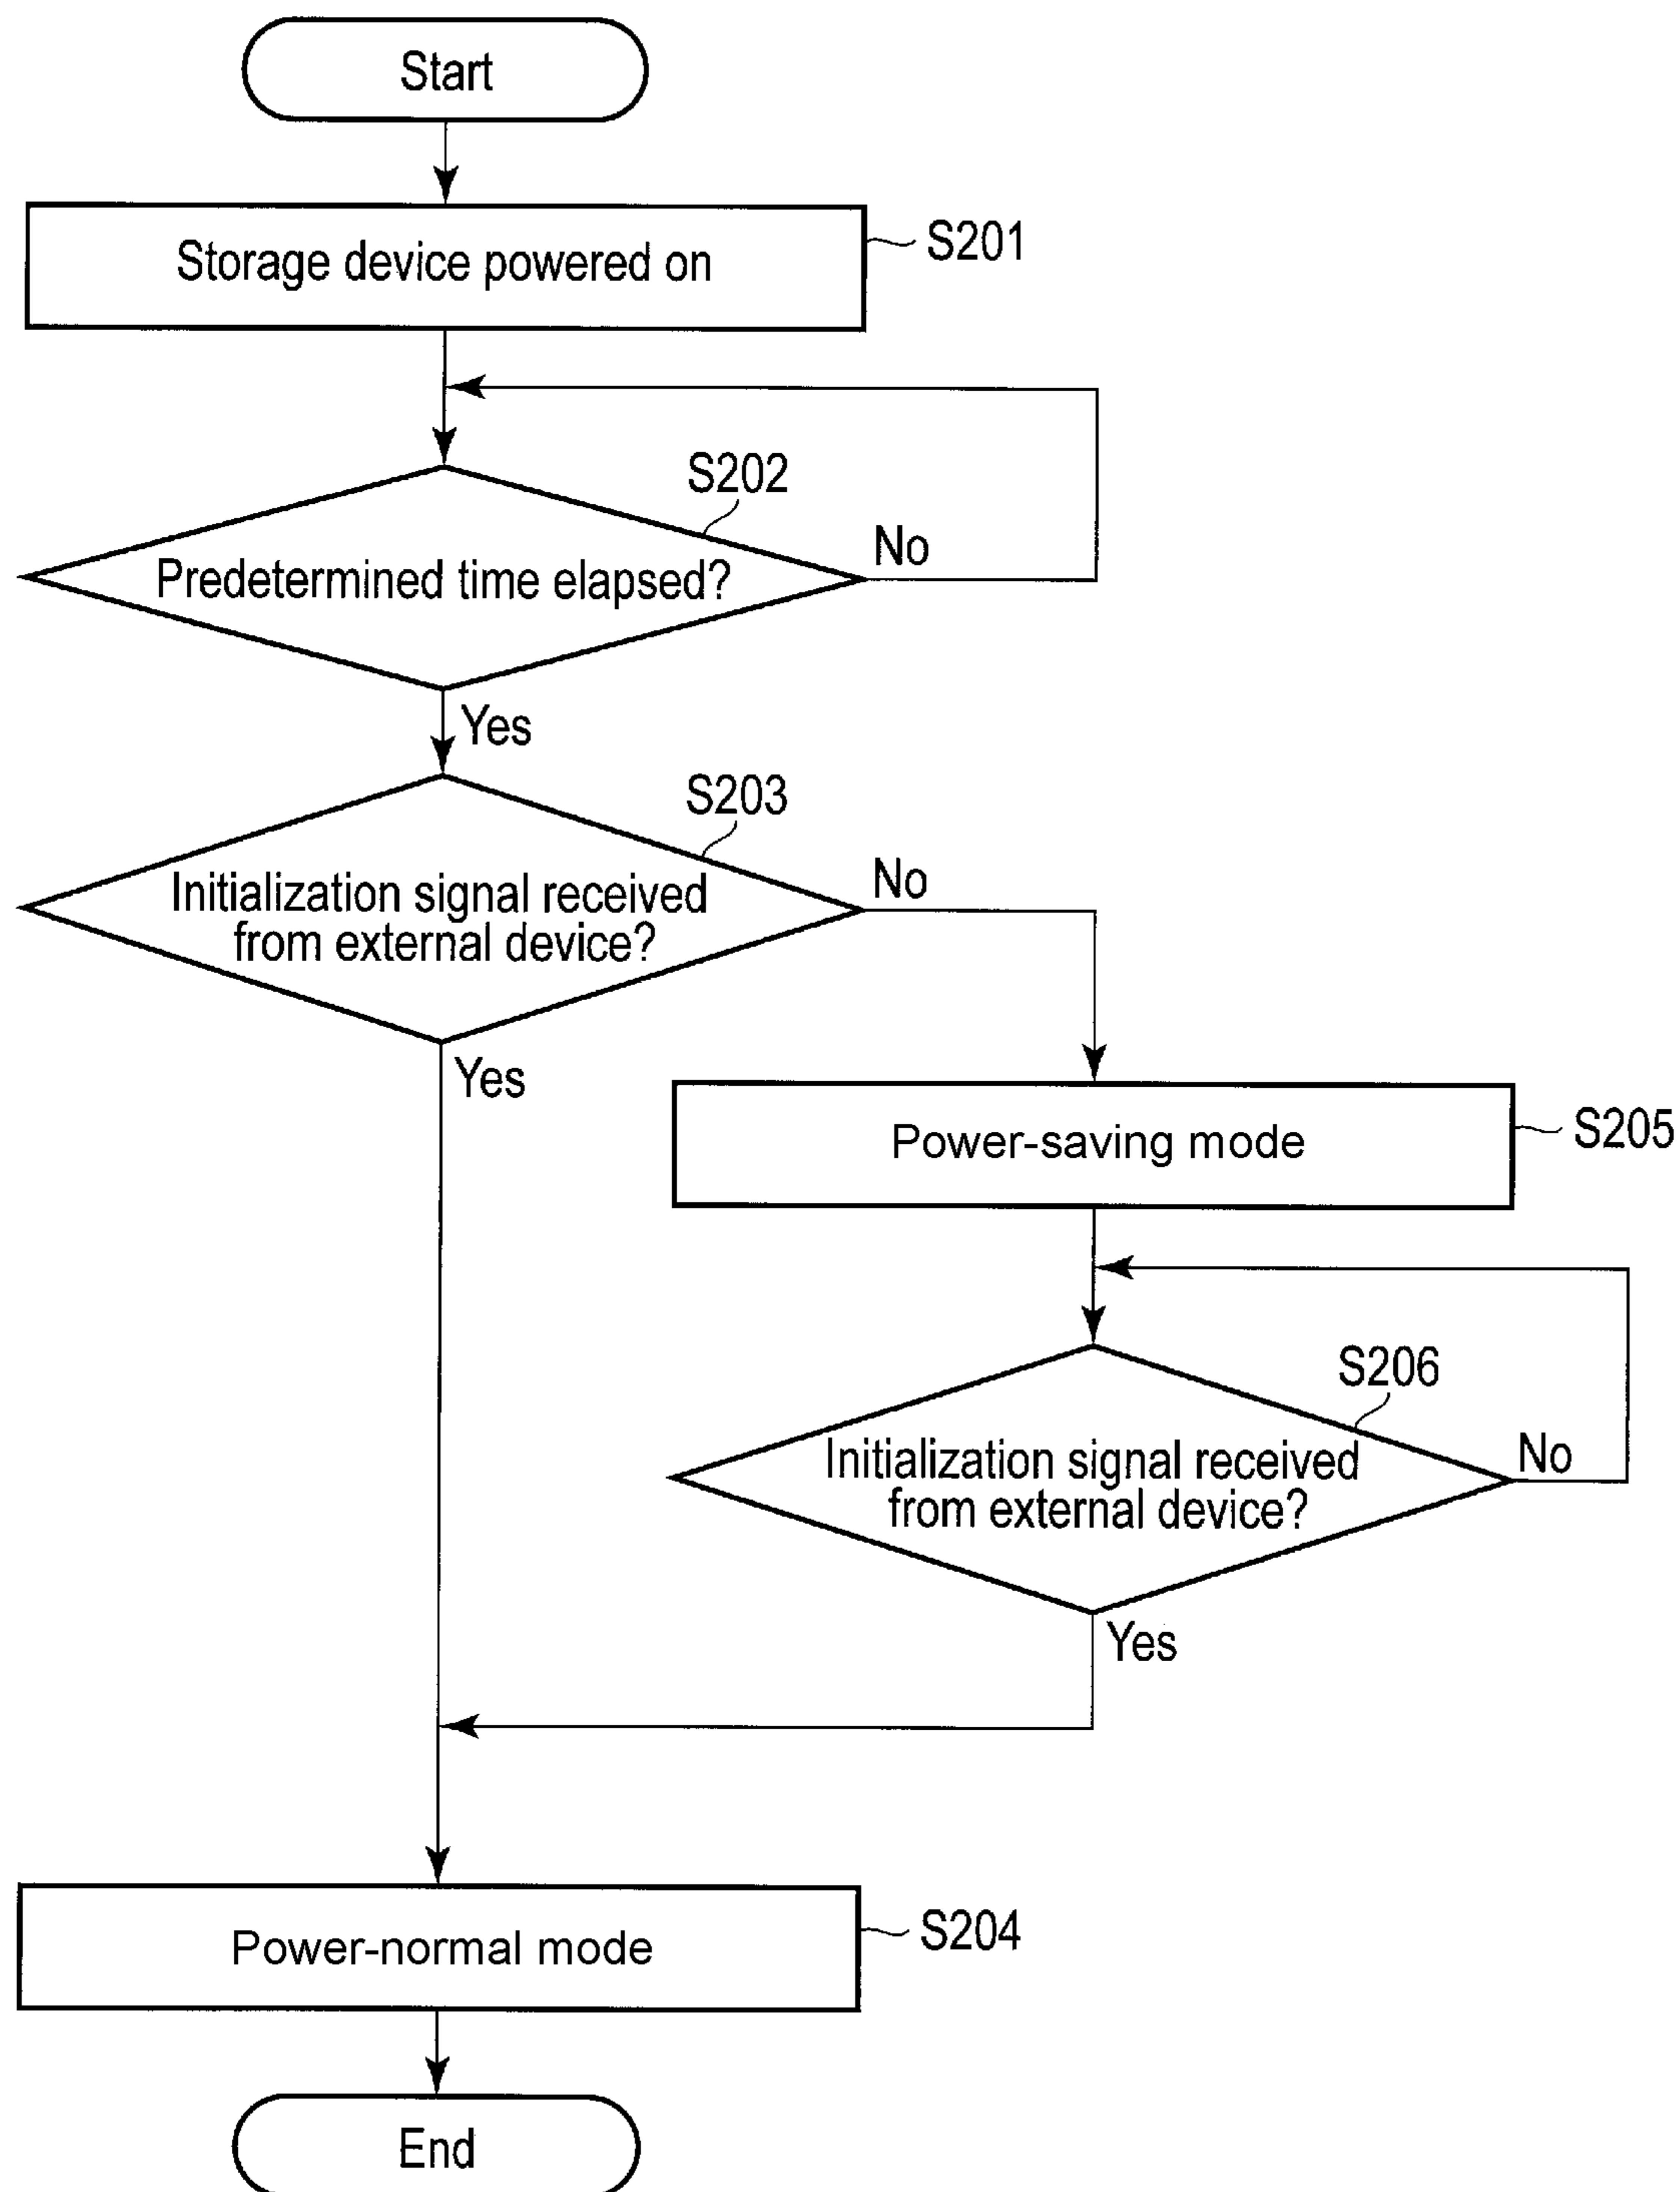 Start
Storage device powered on
S201
S202
Predetermined time elapsed?
No
Yes
S203
Initialization signal received
from external device?
No
Yes
Power-saving mode
S205
S206
Initialization signal received
from external device?
No
Yes
Power-normal mode
S204
End